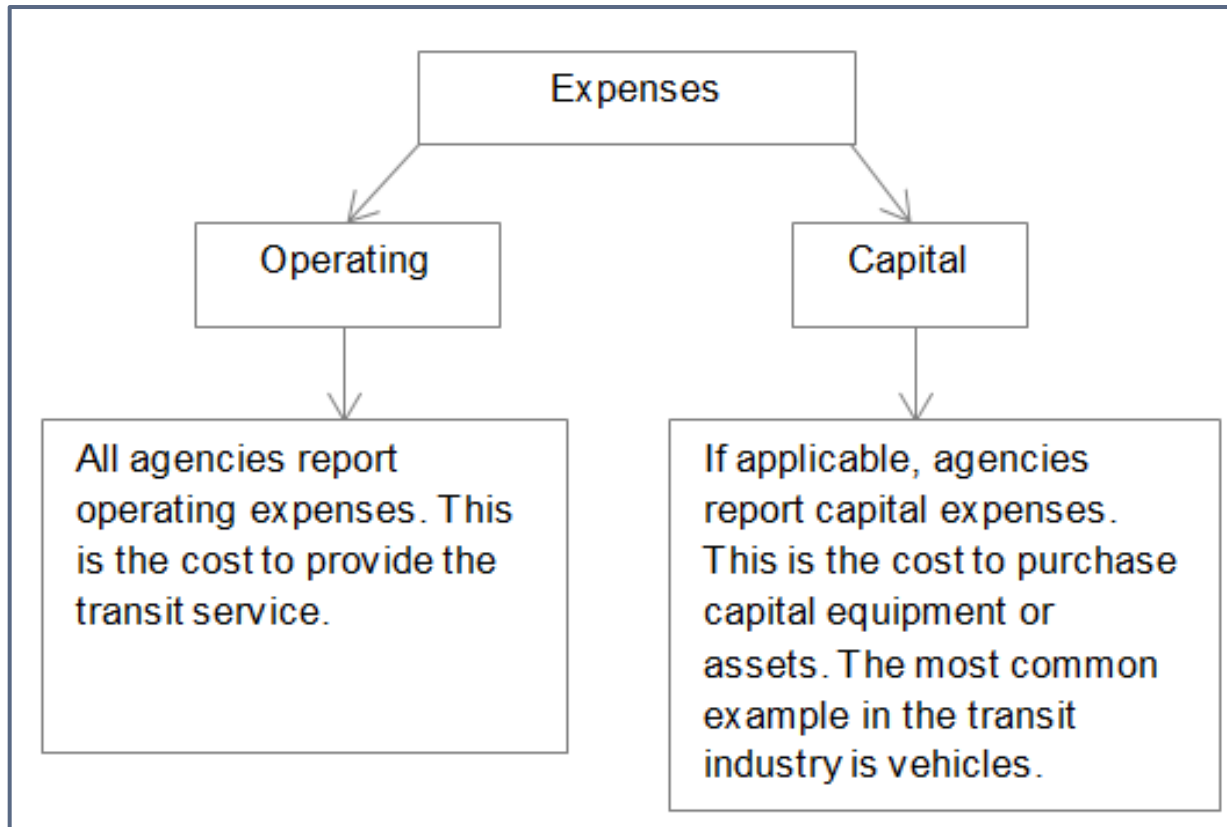 Expenses
Operating
Capital
All agencies report
operating expenses. This
is the cost to provide the
transit service.
If applicable, agencies
report capital expenses.
This is the cost to purchase
capital equipment or
assets. The most common
example in the transit
industry is vehicles.